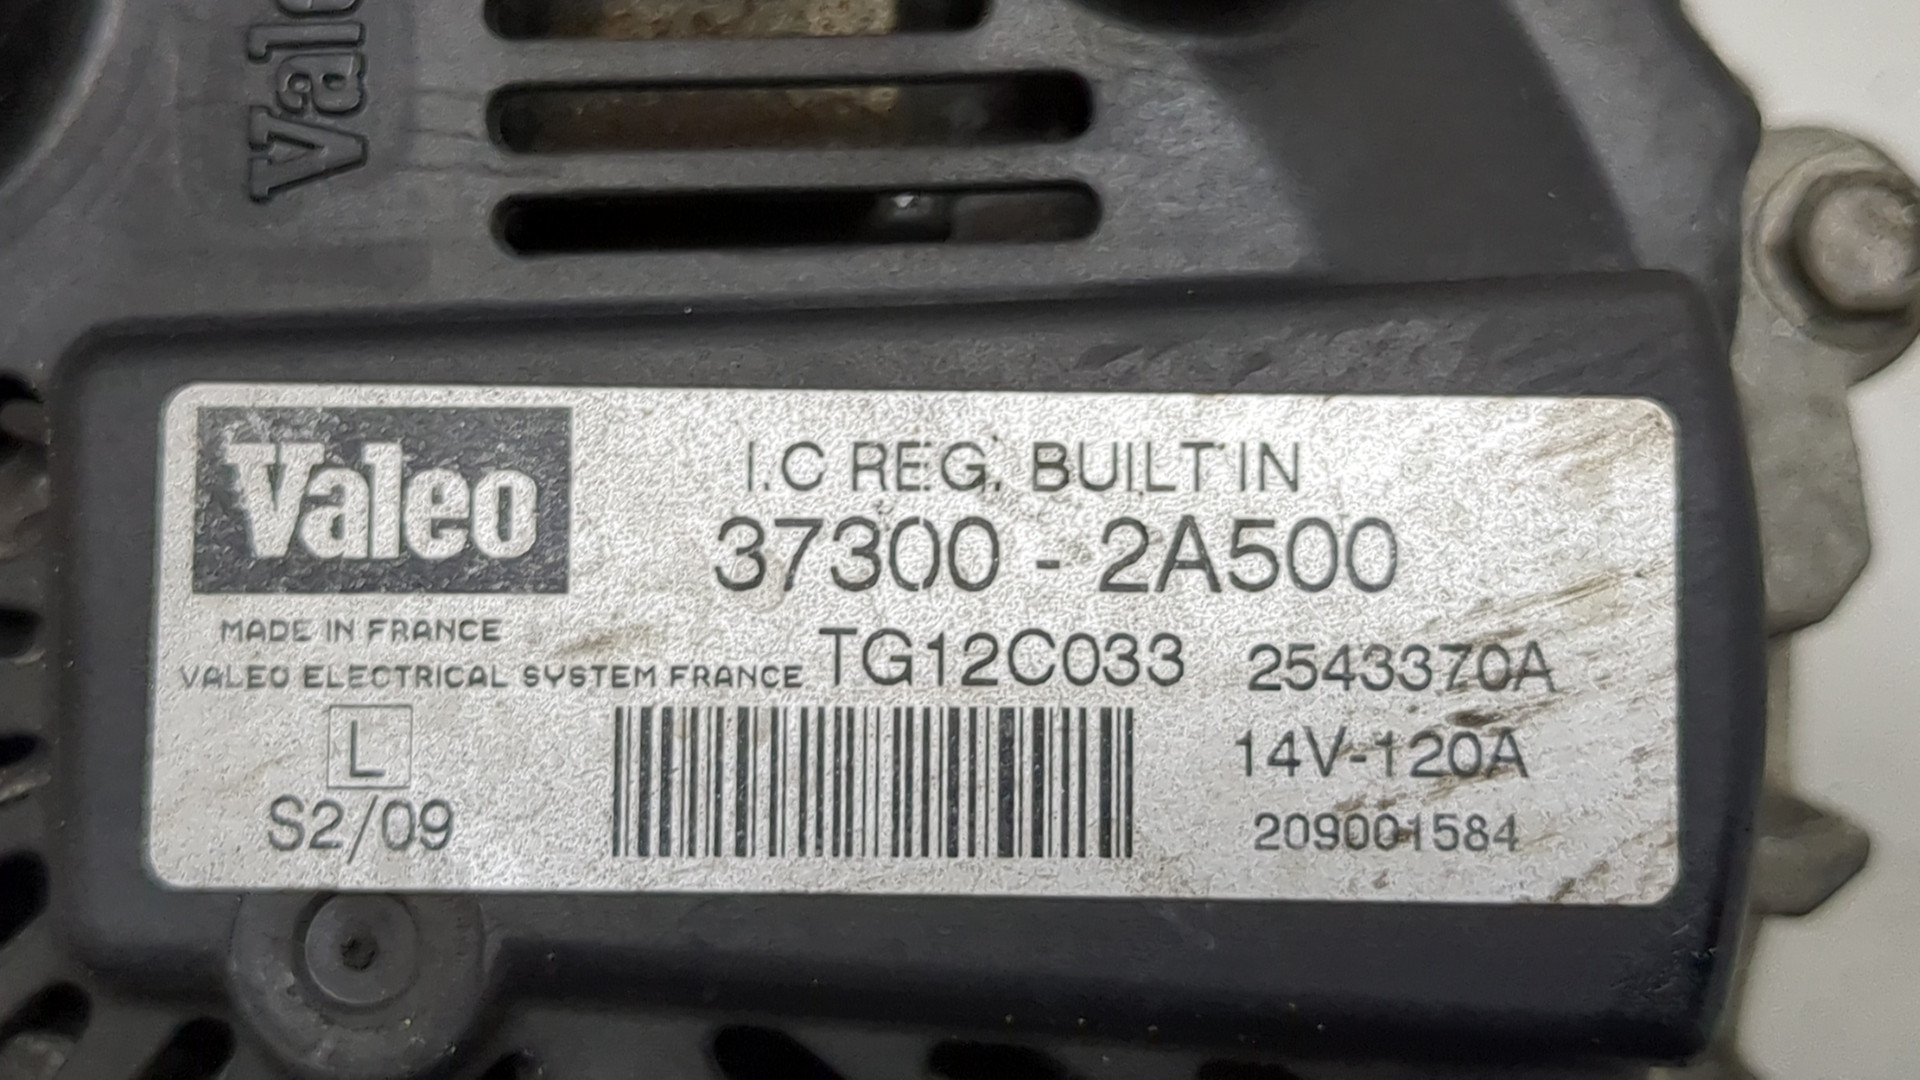 Valeo
Valeo
I.C REG. BUILT IN
37300 - 2A500
MADE IN FRANCE
VALEO ELECTRICAL SYSTEM FRANCE
TG12C033
2543370A
L
14V-120A
S2/09
209001584